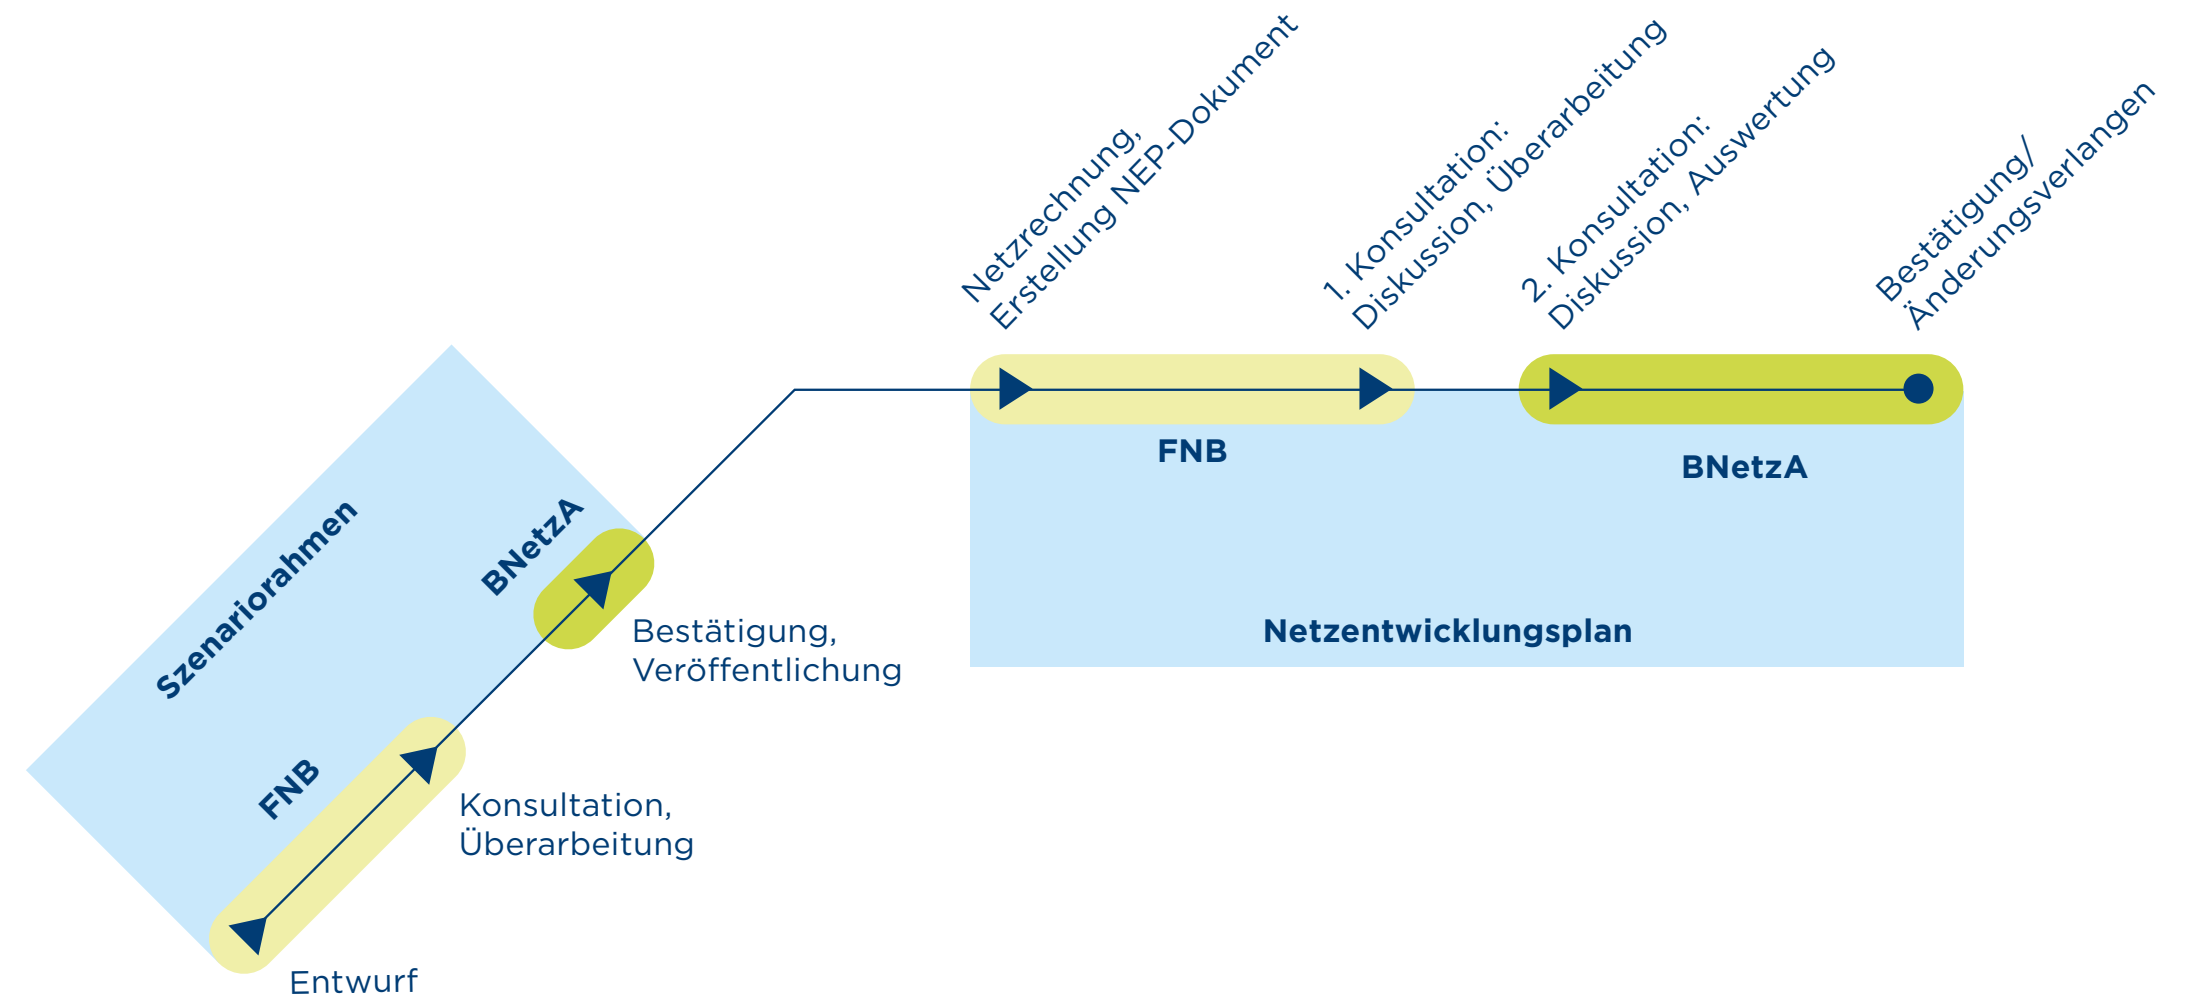 Szenariorahmen
FNB
BNetzA
Entwurf
Konsultation,
Überarbeitung
Bestätigung,
Veröffentlichung
Netzrechnung,
Erstellung NEP-Dokument
1. Konsultation:
Diskussion, Überarbeitung
2. Konsultation:
Diskussion, Auswertung
Bestätigung/
Änderungsverlangen
FNB
BNetzA
Netzentwicklungsplan